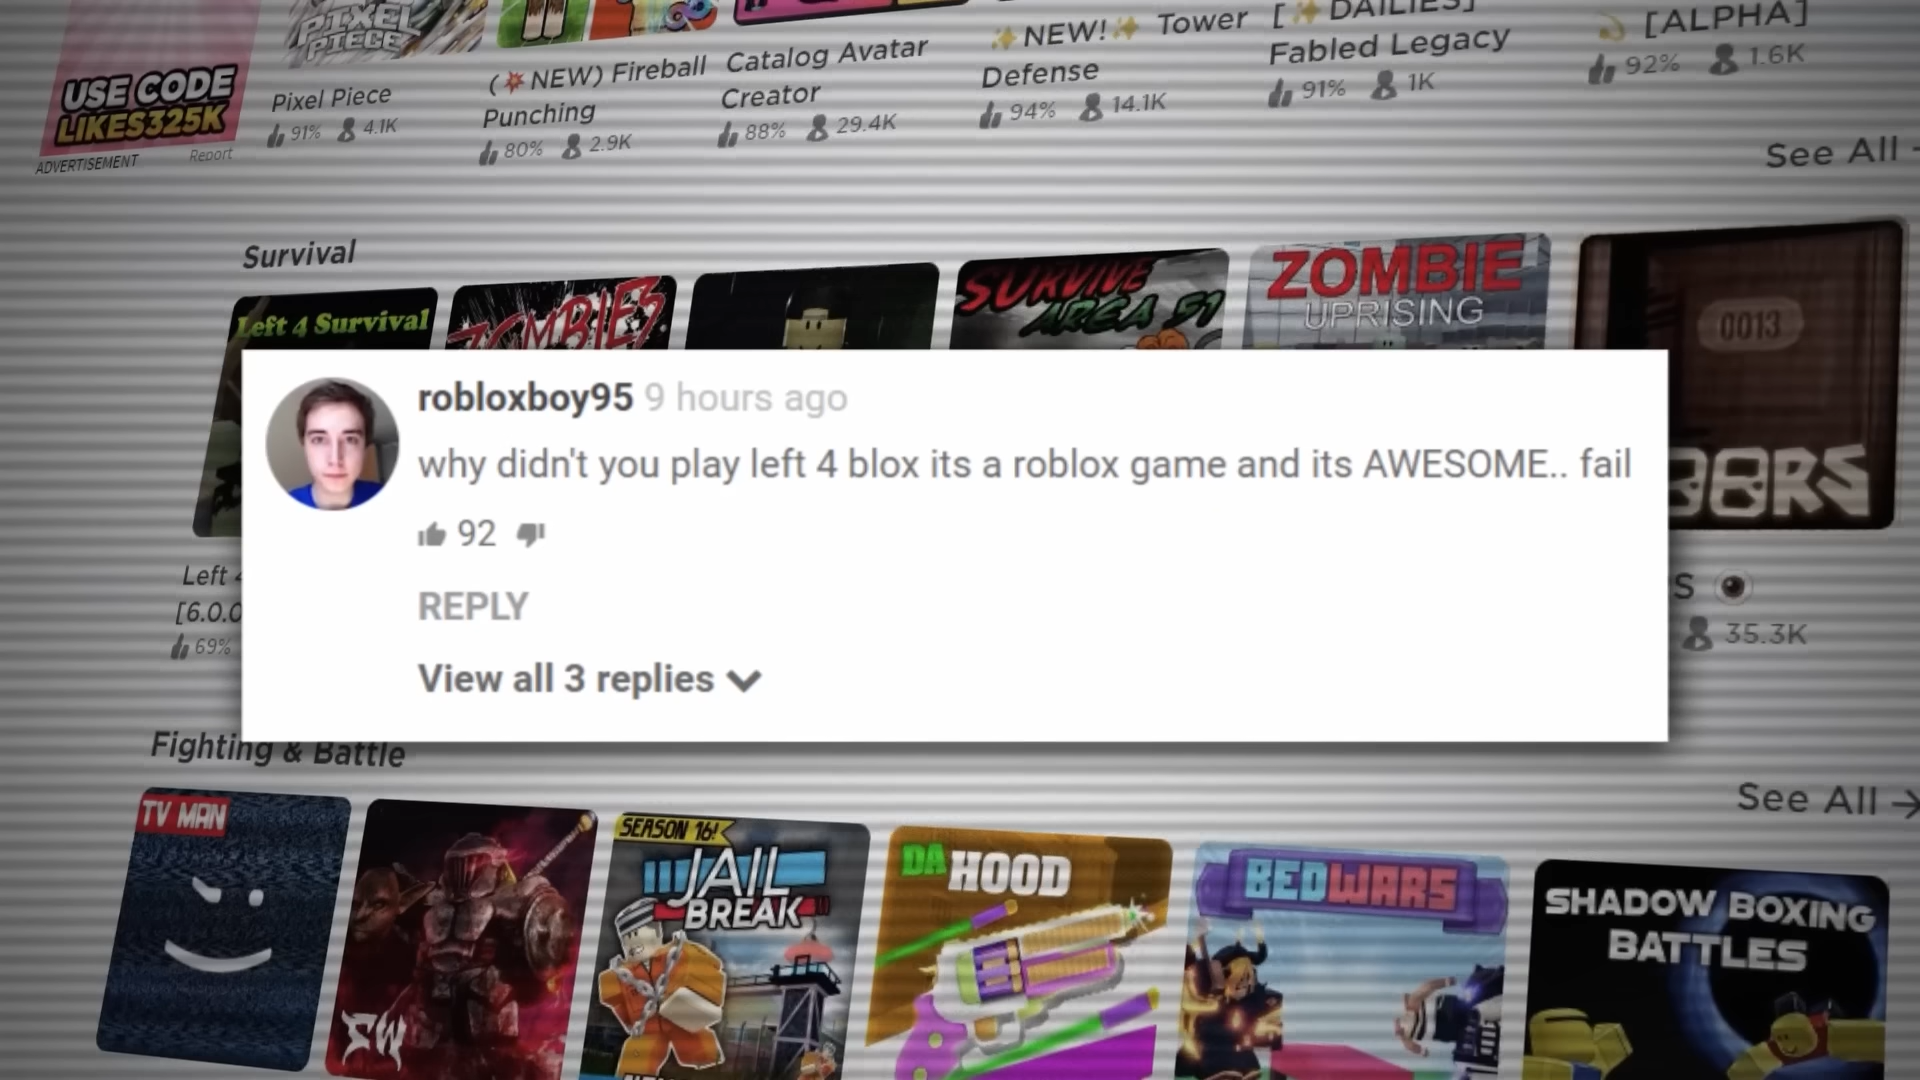 PIXEL
PIECE
USE CODE
LIKES325K
ADVERTISEMENT
Report
Pixel Piece
91% 4.1K
(💥NEW) Fireball
Punching
80% 2.9K
Catalog Avatar
Creator
88% 29.4K
✨NEW!✨ Tower
Defense
94% 14.1K
[✨DAILIES]
Fabled Legacy
91% 1K
[ALPHA]
92% 1.6K
See All
Survival
Left 4 Survival
ZOMBIES
SURVIVE
AREA 51
ZOMBIE
UPRISING
0013
robloxboy95 9 hours ago
why didn't you play left 4 blox its a roblox game and its AWESOME.. fail
92
REPLY
View all 3 replies
Left
[6.0.0
69%
S 👁
35.3K
Fighting & Battle
See All →
TV MAN
SEASON 16!
JAIL
BREAK
DA HOOD
BEDWARS
SHADOW BOXING
BATTLES